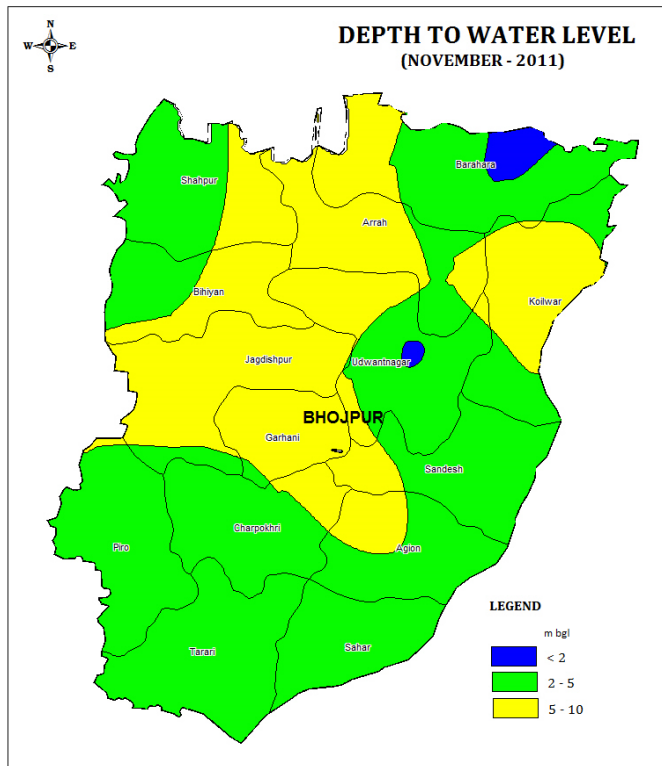 DEPTH TO WATER LEVEL
(NOVEMBER - 2011)
N
W E
S
Shahpur
Barahara
Arrah
Bihiyan
Koilwar
Jagdishpur
Udwantnagar
BHOJPUR
Garhani
Sandesh
Charpokhri
Piro
Agion
Tarari
Sahar
LEGEND
m bgl
< 2
2 - 5
5 - 10